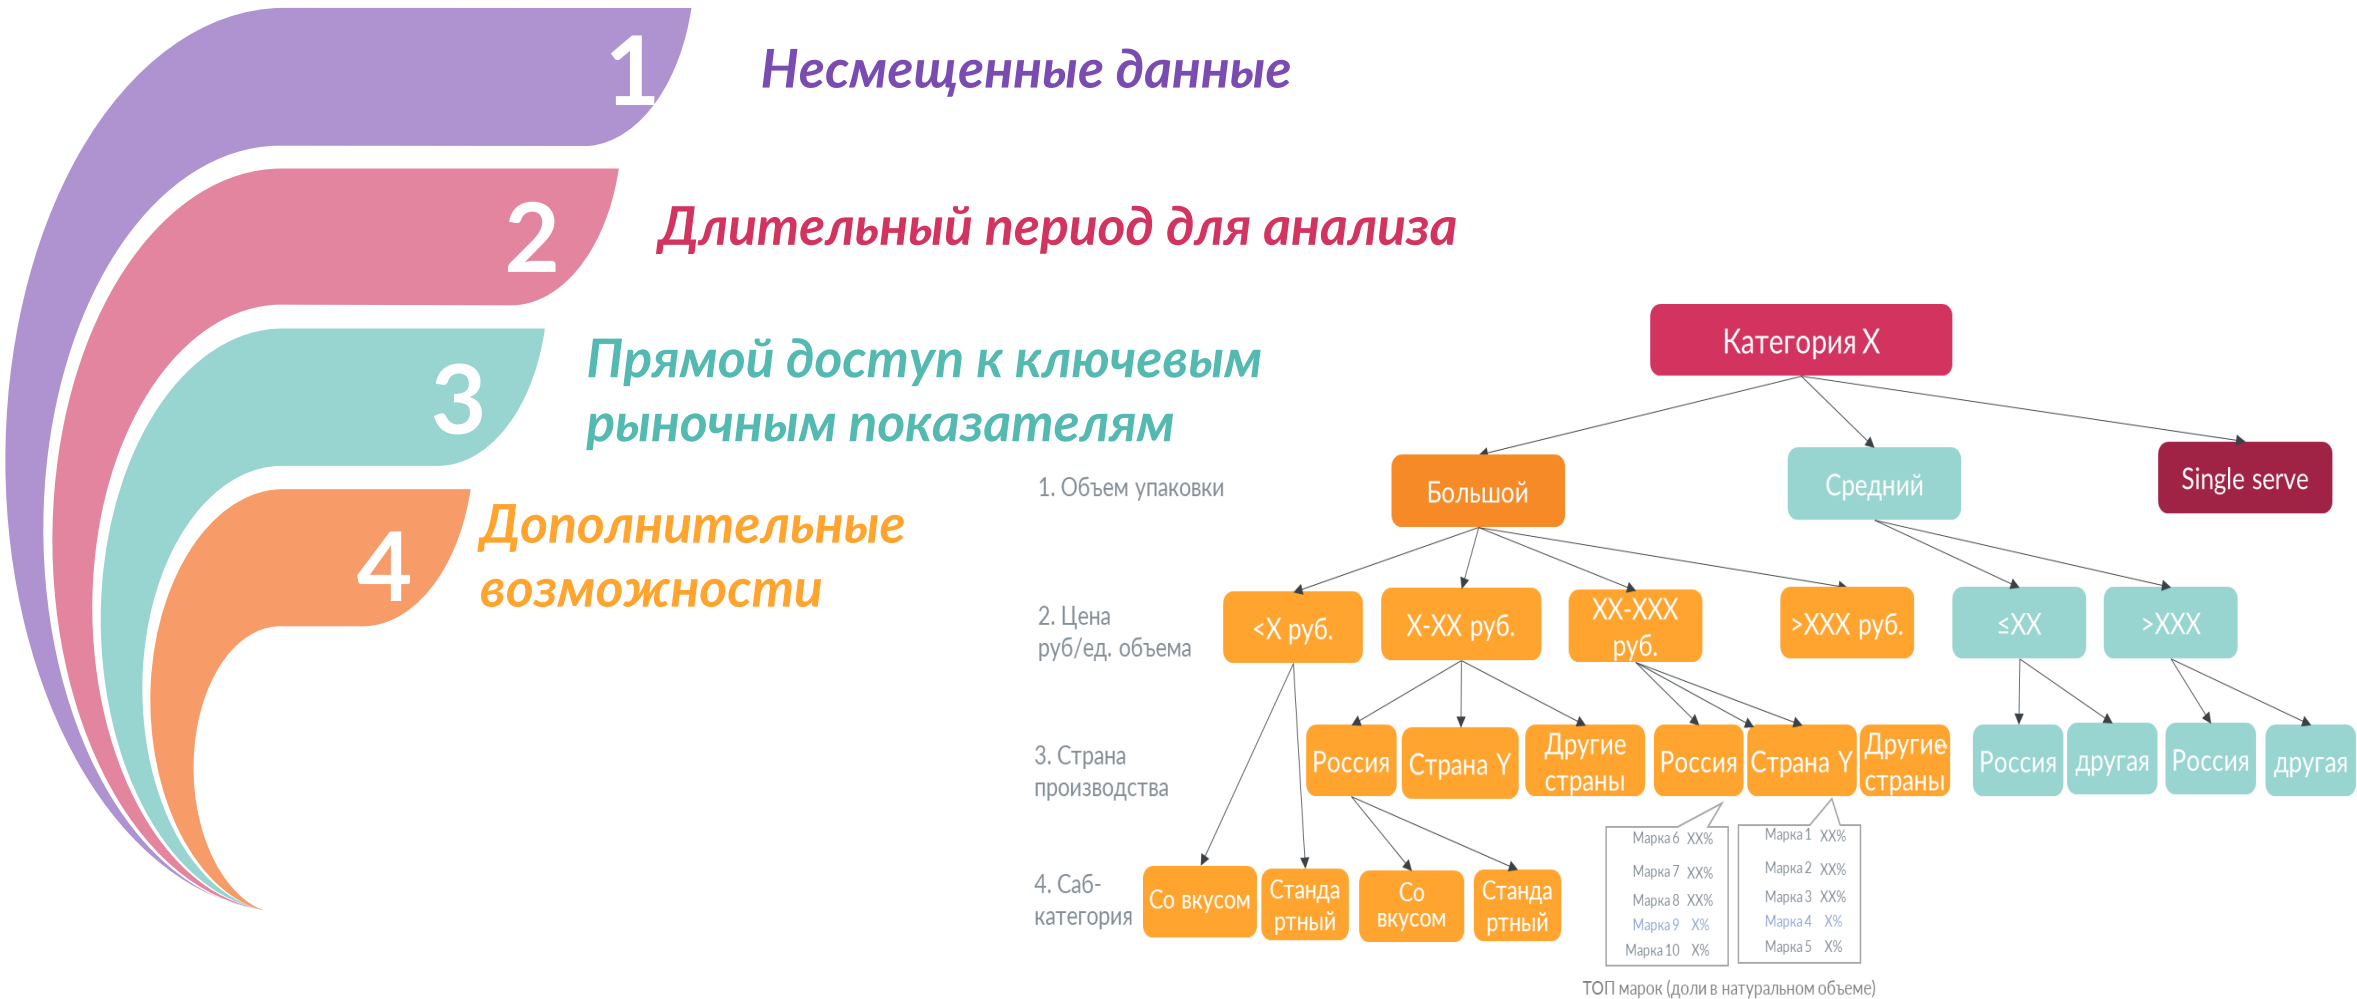 1
Несмещенные данные
2
Длительный период для анализа
3
Прямой доступ к ключевым
рыночным показателям
4
Дополнительные
возможности
Категория X
1. Объем упаковки
Большой
Средний
Single serve
2. Цена
руб/ед. объема
<X руб.
X-XX руб.
XX-XXX
руб.
>XXX руб.
≤XX
>XXX
3. Страна
производства
Россия
Страна Y
Другие
страны
Россия
Страна Y
Другие
страны
Россия
другая
Россия
другая
4. Саб-
категория
Со вкусом
Станда
ртный
Со
вкусом
Станда
ртный
Марка 6 XX%
Марка 7 XX%
Марка 8 XX%
Марка 9 X%
Марка 10 X%
Марка 1 XX%
Марка 2 XX%
Марка 3 XX%
Марка 4 X%
Марка 5 X%
ТОП марок (доли в натуральном объеме)